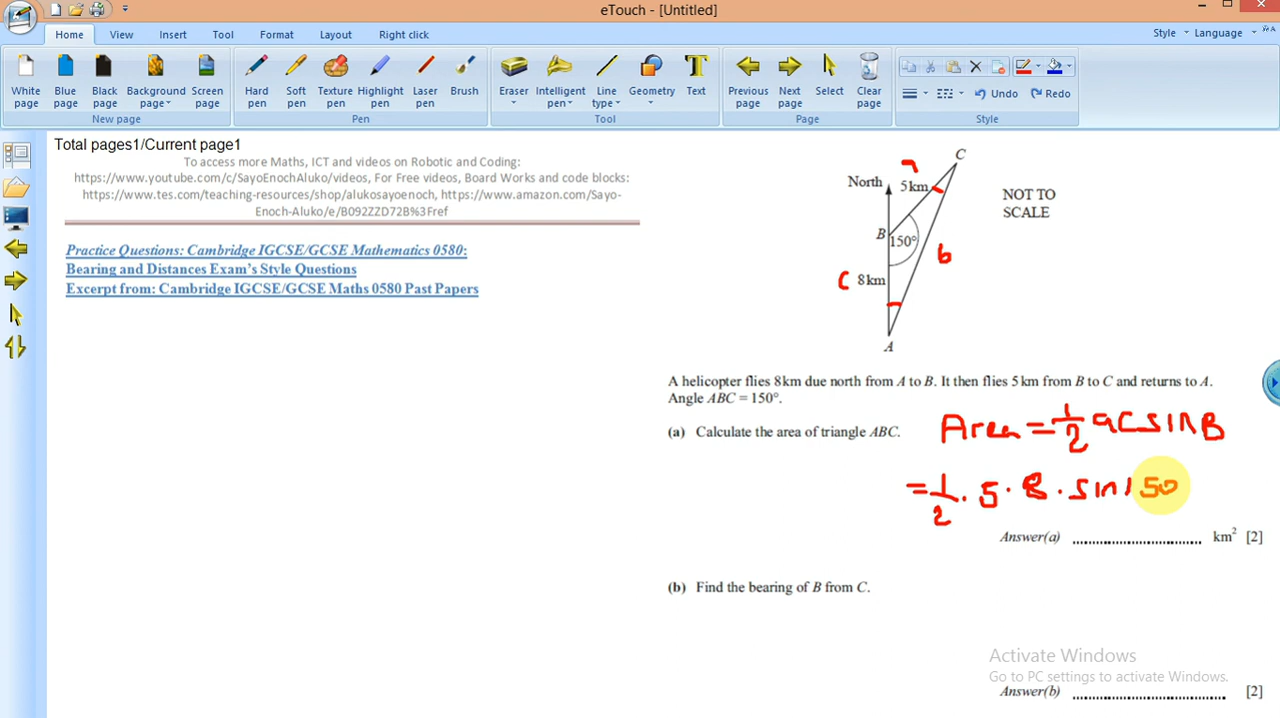 eTouch - [Untitled]
Home View Insert Tool Format Layout Right click
Style Language
White page Blue page Black page Background page Screen page
Hard pen Soft pen Texture pen Highlight pen Laser pen Brush
Eraser Intelligent pen Line type Geometry Text
Previous page Next page Select Clear page
Undo Redo
New page Pen Tool Page Style
Total pages1/Current page1
To access more Maths, ICT and videos on Robotic and Coding:
https://www.youtube.com/c/SayoEnochAluko/videos, For Free videos, Board Works and code blocks:
https://www.tes.com/teaching-resources/shop/alukosayoenoch, https://www.amazon.com/Sayo-
Enoch-Aluko/e/B092ZZD72B%3Fref
Practice Questions: Cambridge IGCSE/GCSE Mathematics 0580:
Bearing and Distances Exam's Style Questions
Excerpt from: Cambridge IGCSE/GCSE Maths 0580 Past Papers
C
North
5 km
NOT TO
SCALE
B
150°
b
C 8 km
A
A helicopter flies 8 km due north from A to B. It then flies 5 km from B to C and returns to A.
Angle ABC = 150°.
(a) Calculate the area of triangle ABC.
Area = 1/2 ac sin B
= 1/2 . 5 . 8 . sin 150
Answer(a) ................................ km² [2]
(b) Find the bearing of B from C.
Activate Windows
Go to PC settings to activate Windows.
Answer(b) ................................ [2]